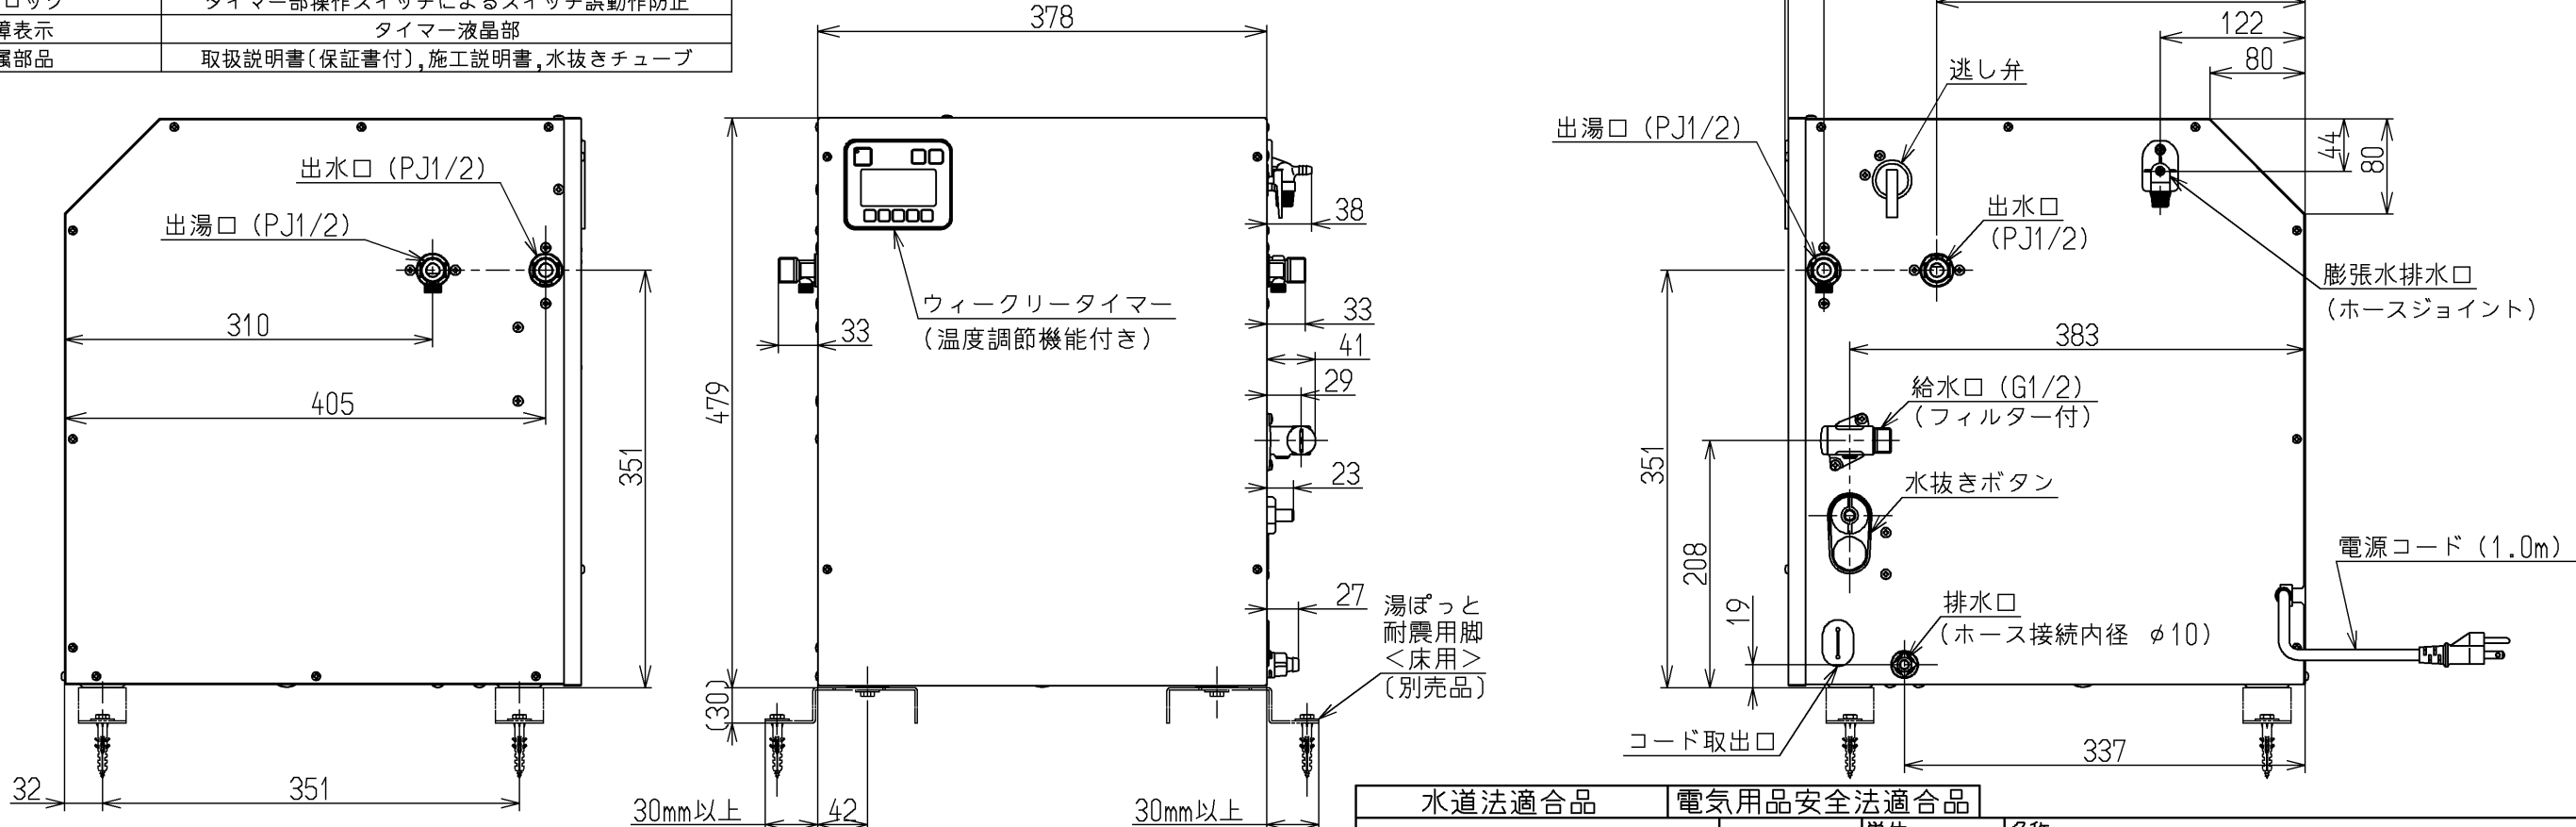 タイマー部操作スイッチによるスイッチ誤動作防止
タイマー液晶部
取扱説明書(保証書付),施工説明書,水抜きチューブ
出水口 (PJ1/2)
出湯口 (PJ1/2)
310
405
351
32
351
378
479
(30)
ウィークリータイマー
(温度調節機能付き)
33
38
33
41
29
23
27
湯ぽっと
耐震用脚
<床用>
(別売品)
30mm以上
42
30mm以上
122
80
44
80
逃し弁
出湯口 (PJ1/2)
出水口
(PJ1/2)
膨張水排水口
(ホースジョイント)
383
給水口 (G1/2)
(フィルター付)
水抜きボタン
351
208
19
排水口
(ホース接続内径 φ10)
電源コード (1.0m)
コード取出口
337
水道法適合品
電気用品安全法適合品